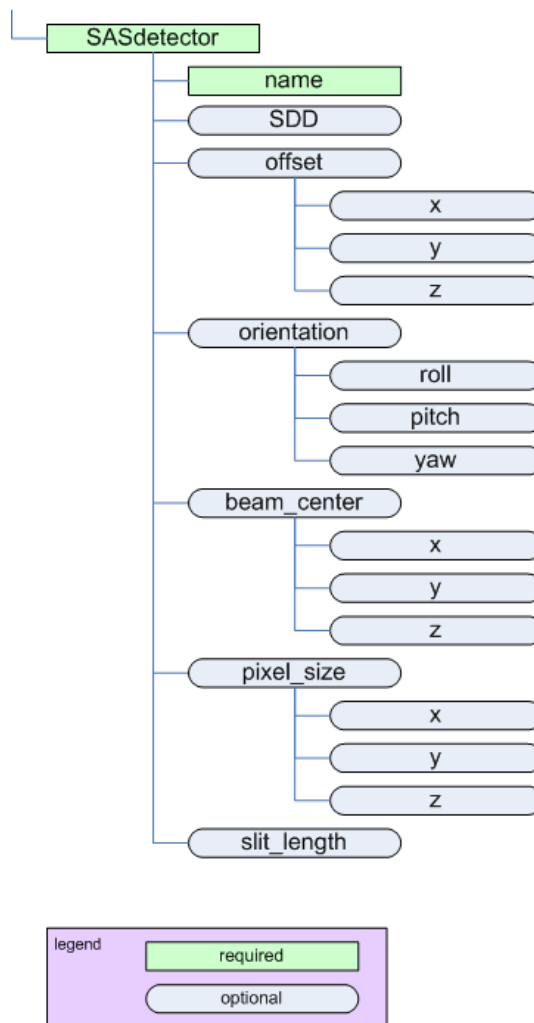 SASdetector
name
SDD
offset
x
y
z
orientation
roll
pitch
yaw
beam_center
x
y
z
pixel_size
x
y
z
slit_length
legend
required
optional